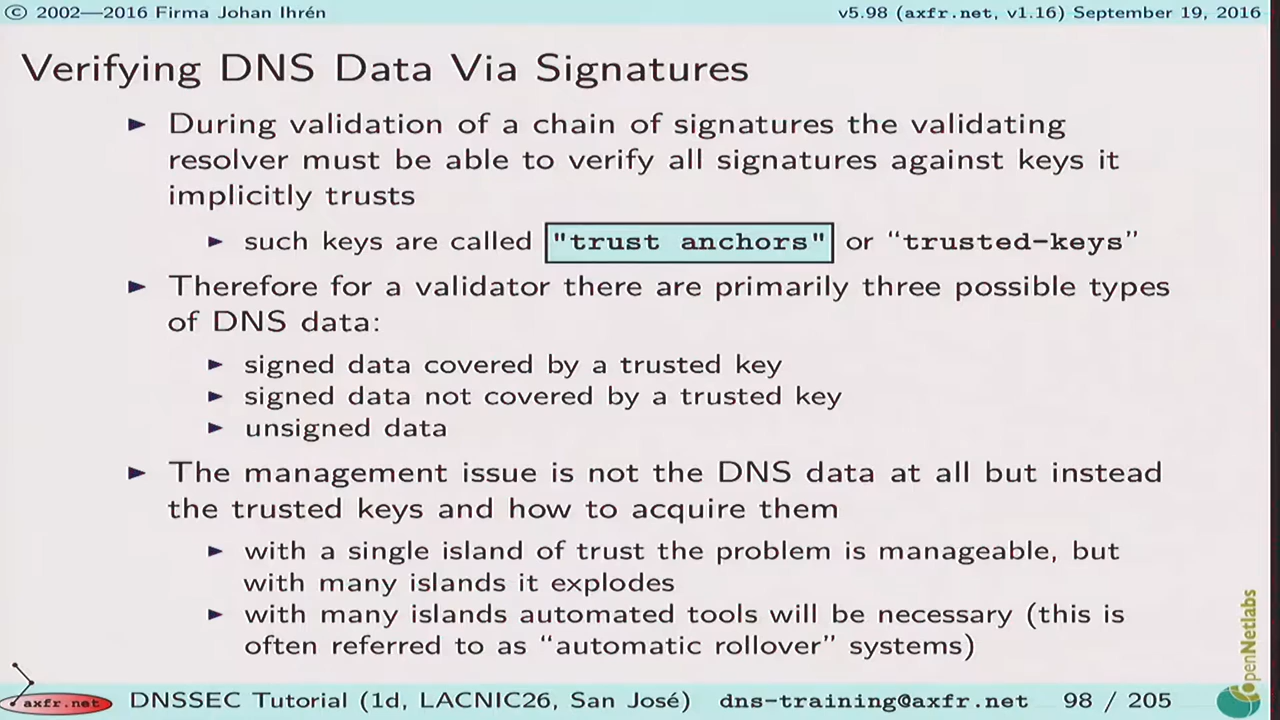 © 2002—2016 Firma Johan Ihrén
v5.98 (axfr.net, v1.16) September 19, 2016
Verifying DNS Data Via Signatures
► During validation of a chain of signatures the validating
resolver must be able to verify all signatures against keys it
implicitly trusts
► such keys are called "trust anchors" or “trusted-keys”
► Therefore for a validator there are primarily three possible types
of DNS data:
► signed data covered by a trusted key
► signed data not covered by a trusted key
► unsigned data
► The management issue is not the DNS data at all but instead
the trusted keys and how to acquire them
► with a single island of trust the problem is manageable, but
with many islands it explodes
► with many islands automated tools will be necessary (this is
often referred to as “automatic rollover” systems)
axfr.net
DNSSEC Tutorial (1d, LACNIC26, San José) dns-training@axfr.net 98 / 205
OpenNetlabs